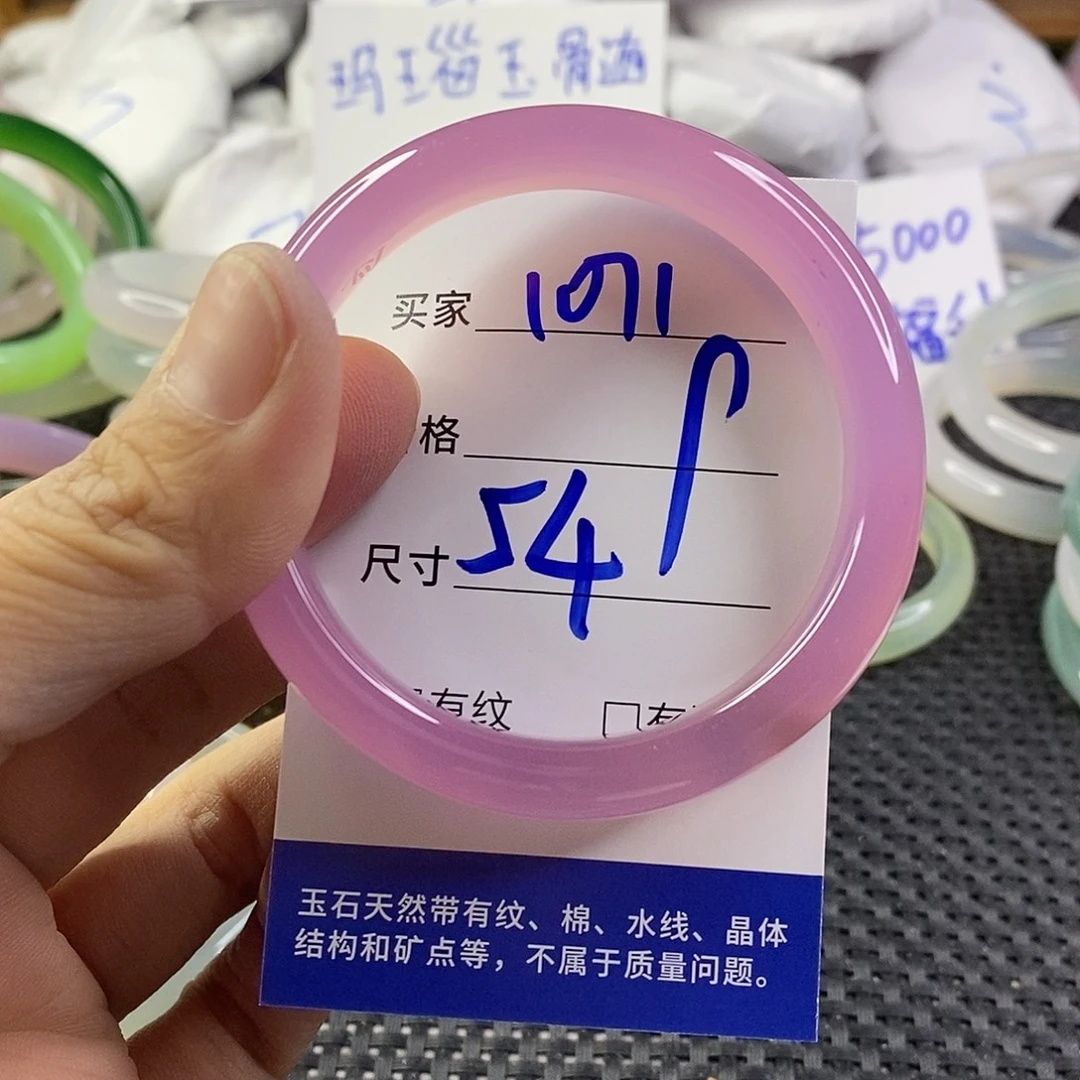 玛瑙玉骨髓
5000
买家 1071
格
尺寸 54
有纹 □有
玉石天然带有纹、棉、水线、晶体
结构和矿点等，不属于质量问题。